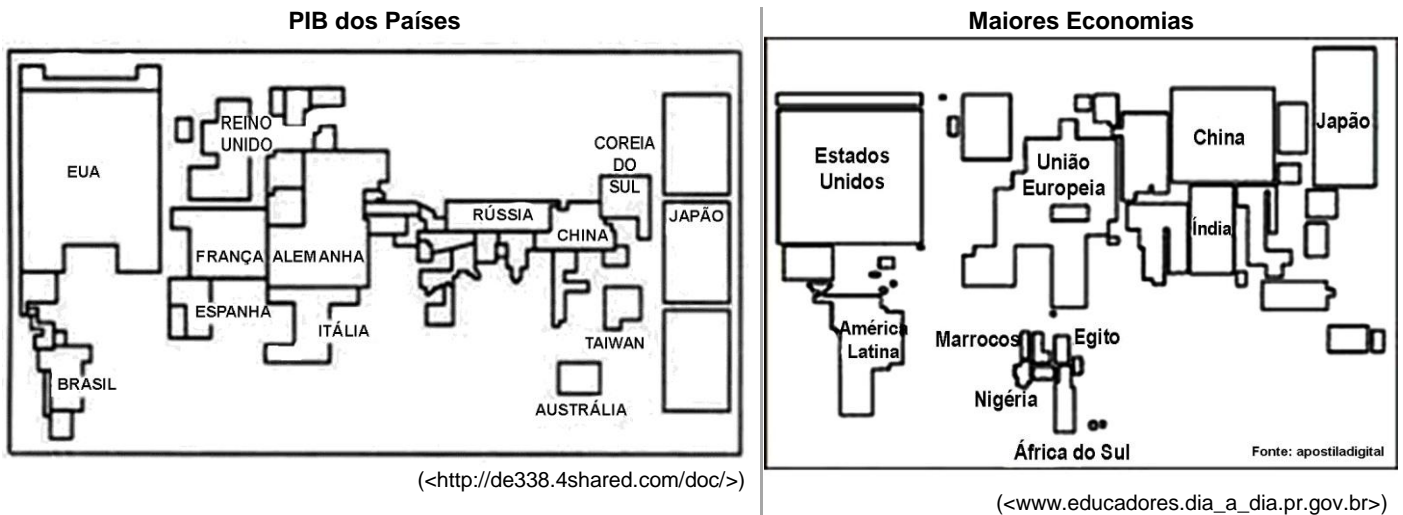 PIB dos Países
EUA
REINO
UNIDO
FRANÇA
ALEMANHA
ESPANHA
ITÁLIA
RÚSSIA
CHINA
COREIA
DO
SUL
JAPÃO
TAIWAN
AUSTRÁLIA
BRASIL
(<http://de338.4shared.com/doc/>)
Maiores Economias
Estados
Unidos
União
Europeia
China
Japão
Índia
América
Latina
Marrocos
Egito
Nigéria
África do Sul
Fonte: apostiladigital
(<www.educadores.dia_a_dia.pr.gov.br>)